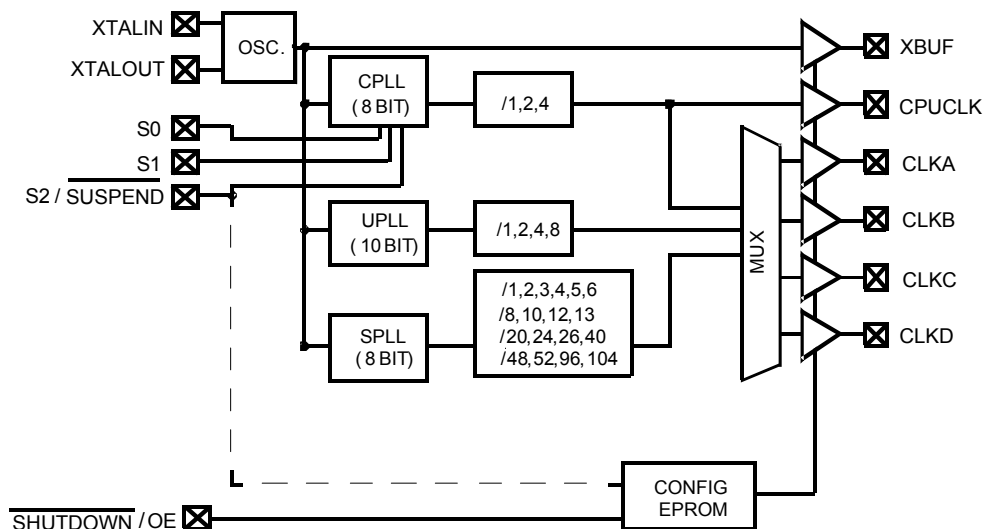 XTALIN
XTALOUT
OSC.
XBUF
CPLL
(8 BIT)
/1,2,4
CPUCLK
S0
S1
S2 / SUSPEND
CLKA
UPLL
(10 BIT)
/1,2,4,8
MUX
CLKB
CLKC
SPLL
(8 BIT)
/1,2,3,4,5,6
/8,10,12,13
/20,24,26,40
/48,52,96,104
CLKD
CONFIG
EPROM
SHUTDOWN / OE